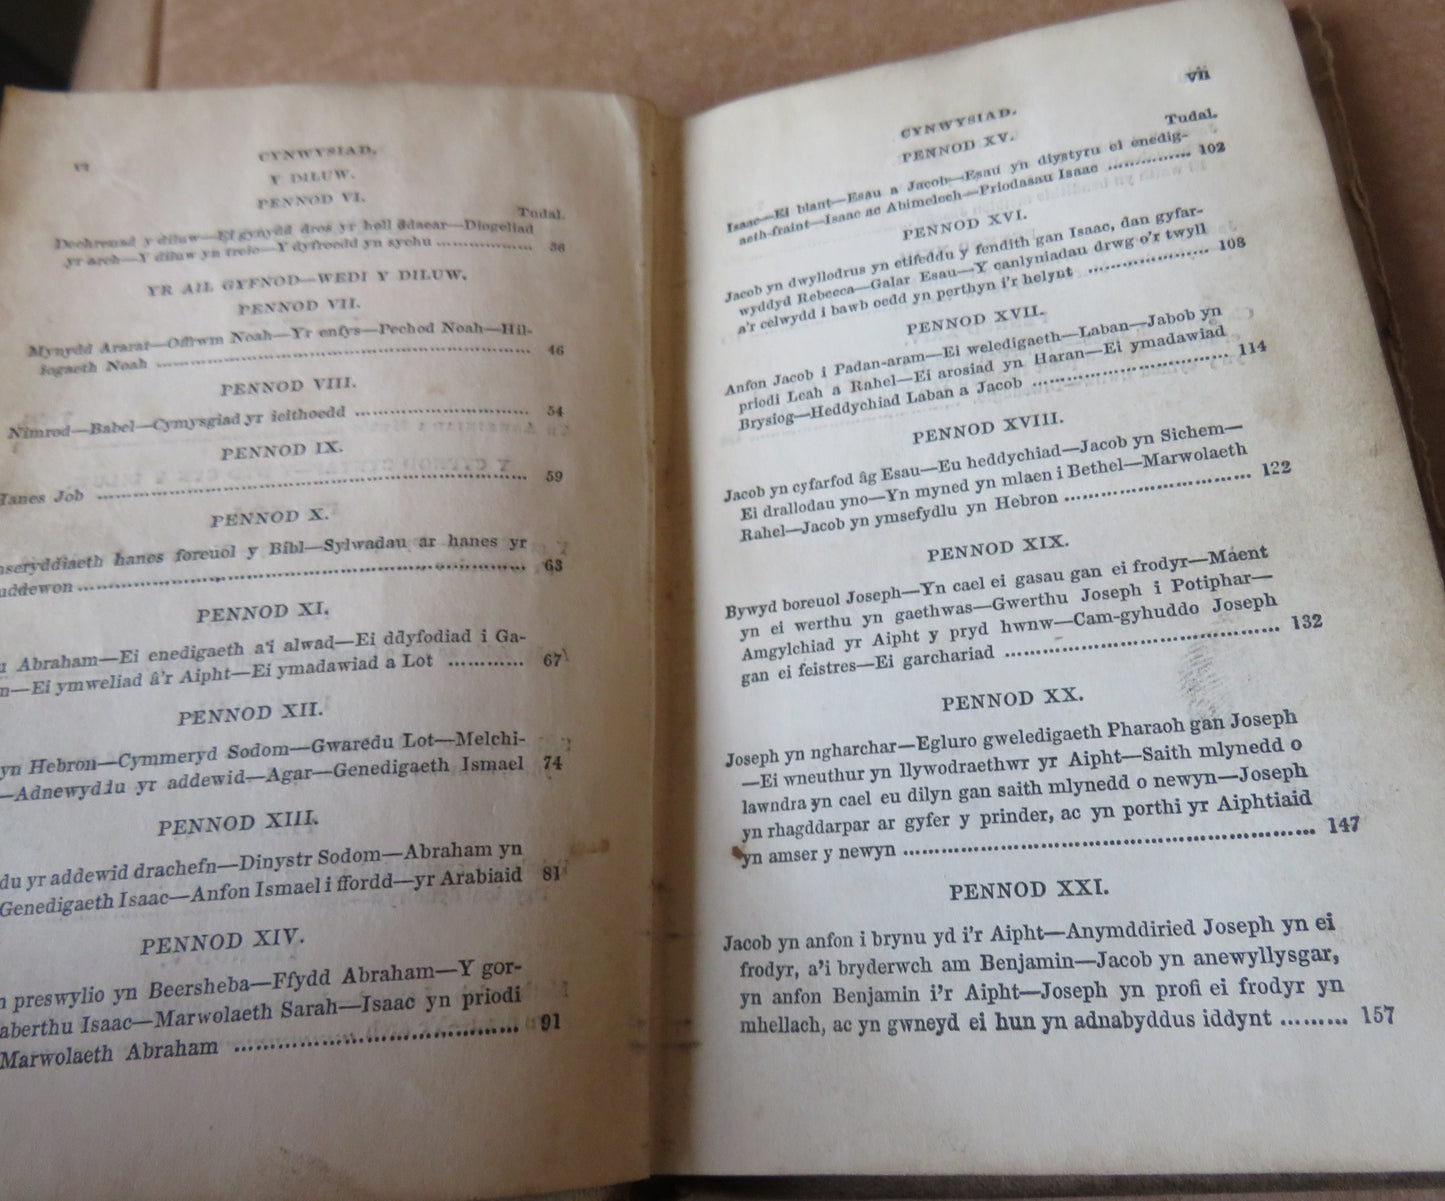 vi
CYNWYSIAD.
Y DILUW.
PENNOD VI.
Tudal.
Dechreuad y diluw—Ei gynydd dros yr holl ddaear—Diogeliad
yr arch—Y diluw yn treio—Y dyfroedd yn sychu ............... 36
YR AIL GYFNOD—WEDI Y DILUW.
PENNOD VII.
Mynydd Ararat—Offrwm Noah—Yr enfys—Pechod Noah—Hil-
iogaeth Noah ............... 46
PENNOD VIII.
Nimrod—Babel—Cymysgiad yr ieithoedd ............... 54
PENNOD IX.
Hanes Job ............... 59
PENNOD X.
hanes foreuol y Bibl—Sylwadau ar hanes yr
............... 63
PENNOD XI.
Abraham—Ei enedigaeth a'i alwad—Ei ddyfodiad i Ga-
—Ei ymweliad â'r Aipht—Ei ymadawiad a Lot ............ 67
PENNOD XII.
yn Hebron—Cymmeryd Sodom—Gwaredu Lot—Melchi-
—Adnewyddu yr addewid—Agar—Genedigaeth Ismael 74
PENNOD XIII.
yr addewid drachefn—Dinystr Sodom—Abraham yn
Genedigaeth Isaac—Anfon Ismael i ffordd—yr Arabiaid 81
PENNOD XIV.
preswylio yn Beersheba—Ffydd Abraham—Y gor-
aberthu Isaac—Marwolaeth Sarah—Isaac yn priodi
Marwolaeth Abraham ............... 91
vii
CYNWYSIAD.
PENNOD XV.
Tudal.
Isaac—Ei blant—Esau a Jacob—Esau yn diystyru ei enedig-
aeth-fraint—Isaac ac Abimelech—Priodasau Isaac ............... 102
PENNOD XVI.
Jacob yn dwyllodrus yn etifeddu y fendith gan Isaac, dan gyfar-
wyddyd Rebecca—Galar Esau—Y canlyniadau drwg o'r twyll
a'r celwydd i bawb oedd yn perthyn i'r helynt ............... 108
PENNOD XVII.
Anfon Jacob i Padan-aram—Ei weledigaeth—Laban—Jabob yn
priodi Leah a Rahel—Ei arosiad yn Haran—Ei ymadawiad
Brysiog—Heddychiad Laban a Jacob ............... 114
PENNOD XVIII.
Jacob yn cyfarfod âg Esau—Eu heddychiad—Jacob yn Sichem—
Ei drallodau yno—Yn myned yn mlaen i Bethel—Marwolaeth
Rahel—Jacob yn ymsefydlu yn Hebron ............... 122
PENNOD XIX.
Bywyd boreuol Joseph—Yn cael ei gasau gan ei frodyr—Máent
yn ei werthu yn gaethwas—Gwerthu Joseph i Potiphar—
Amgylchiad yr Aipht y pryd hwnw—Cam-gyhuddo Joseph
gan ei feistres—Ei garchariad ............... 132
PENNOD XX.
Joseph yn ngharchar—Egluro gweledigaeth Pharaoh gan Joseph
—Ei wneuthur yn llywodraethwr yr Aipht—Saith mlynedd o
lawndra yn cael eu dilyn gan saith mlynedd o newyn—Joseph
yn rhagddarpar ar gyfer y prinder, ac yn porthi yr Aiphtiaid
yn amser y newyn ............... 147
PENNOD XXI.
Jacob yn anfon i brynu yd i'r Aipht—Anymddiried Joseph yn ei
frodyr, a'i bryderwch am Benjamin—Jacob yn anewyllysgar,
yn anfon Benjamin i'r Aipht—Joseph yn profi ei frodyr yn
mhellach, ac yn gwneyd ei hun yn adnabyddus iddynt ......... 157